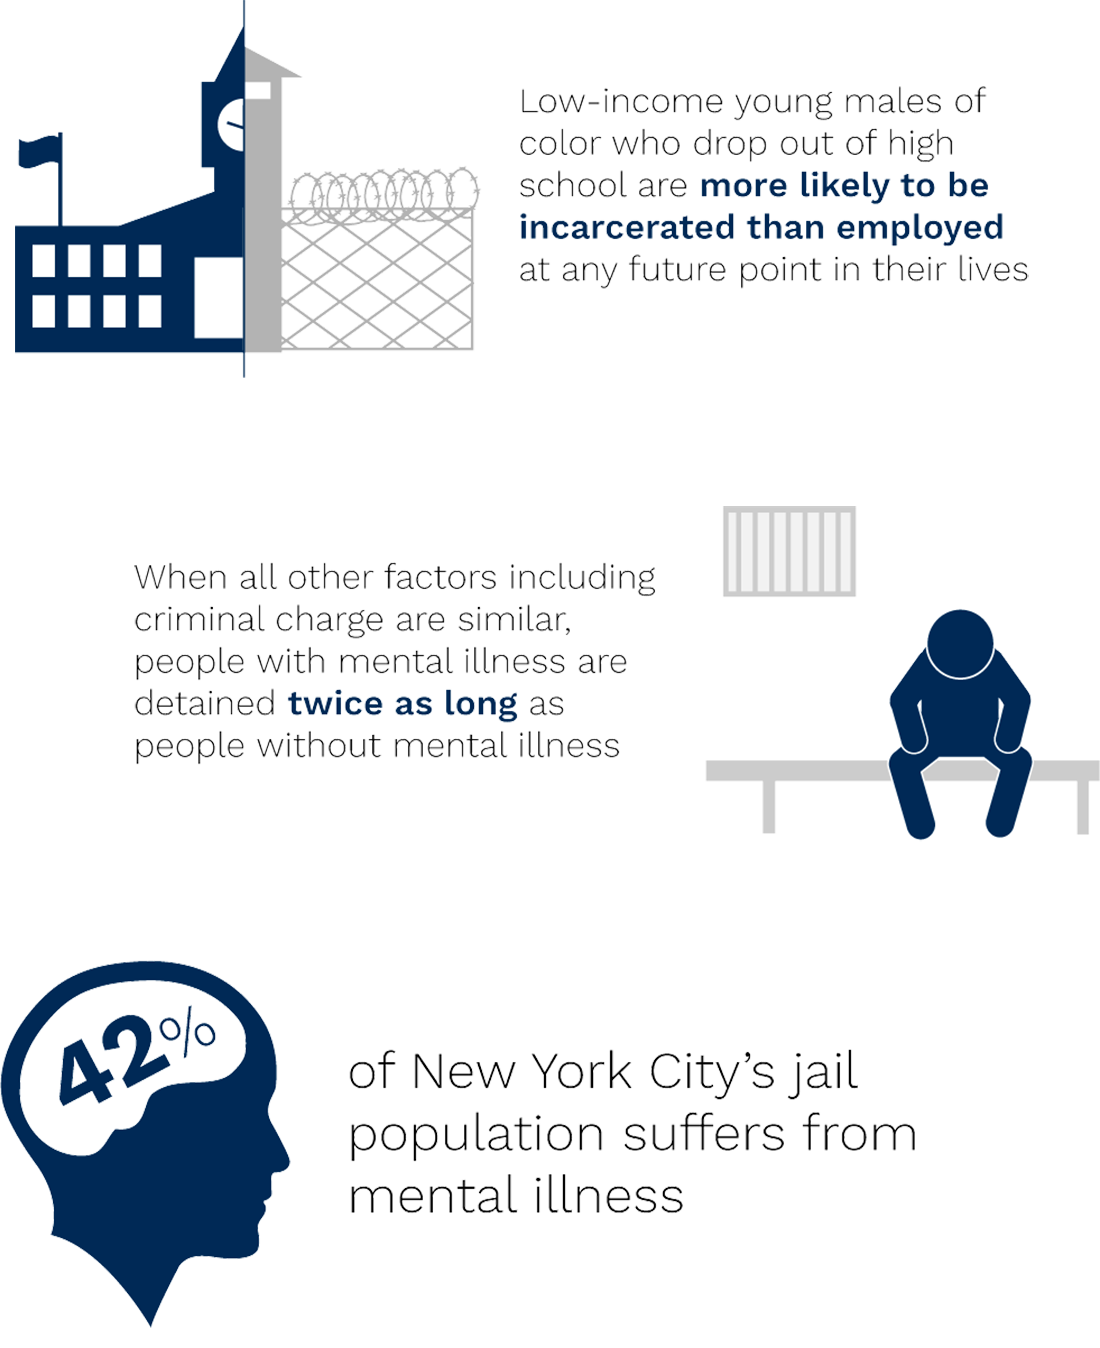 Low-income young males of
color who drop out of high
school are more likely to be
incarcerated than employed
at any future point in their lives
When all other factors including
criminal charge are similar,
people with mental illness are
detained twice as long as
people without mental illness
42%
of New York City’s jail
population suffers from
mental illness